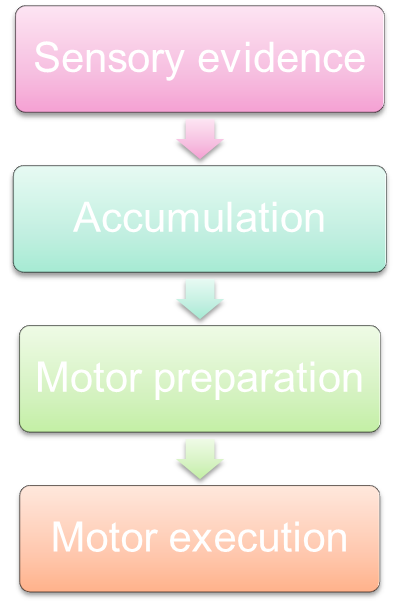 Sensory evidence
Accumulation
Motor preparation
Motor execution